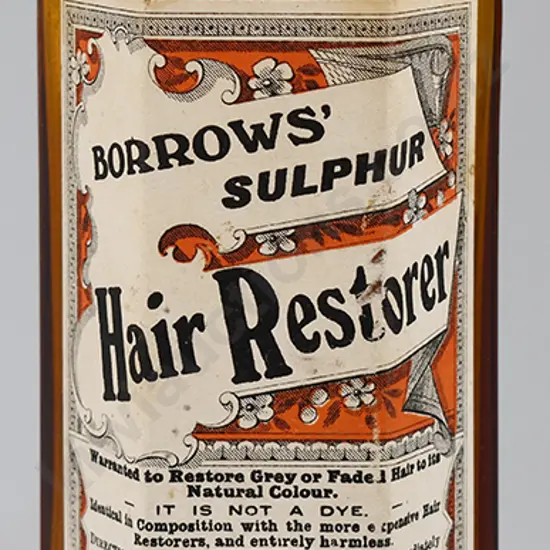 BORROWS'
SULPHUR
Hair Restorer
Warranted to Restore Grey or Faded Hair to its
Natural Colour.
— IT IS NOT A DYE. —
Identical in Composition with the more expensive Hair
Restorers, and entirely harmless.